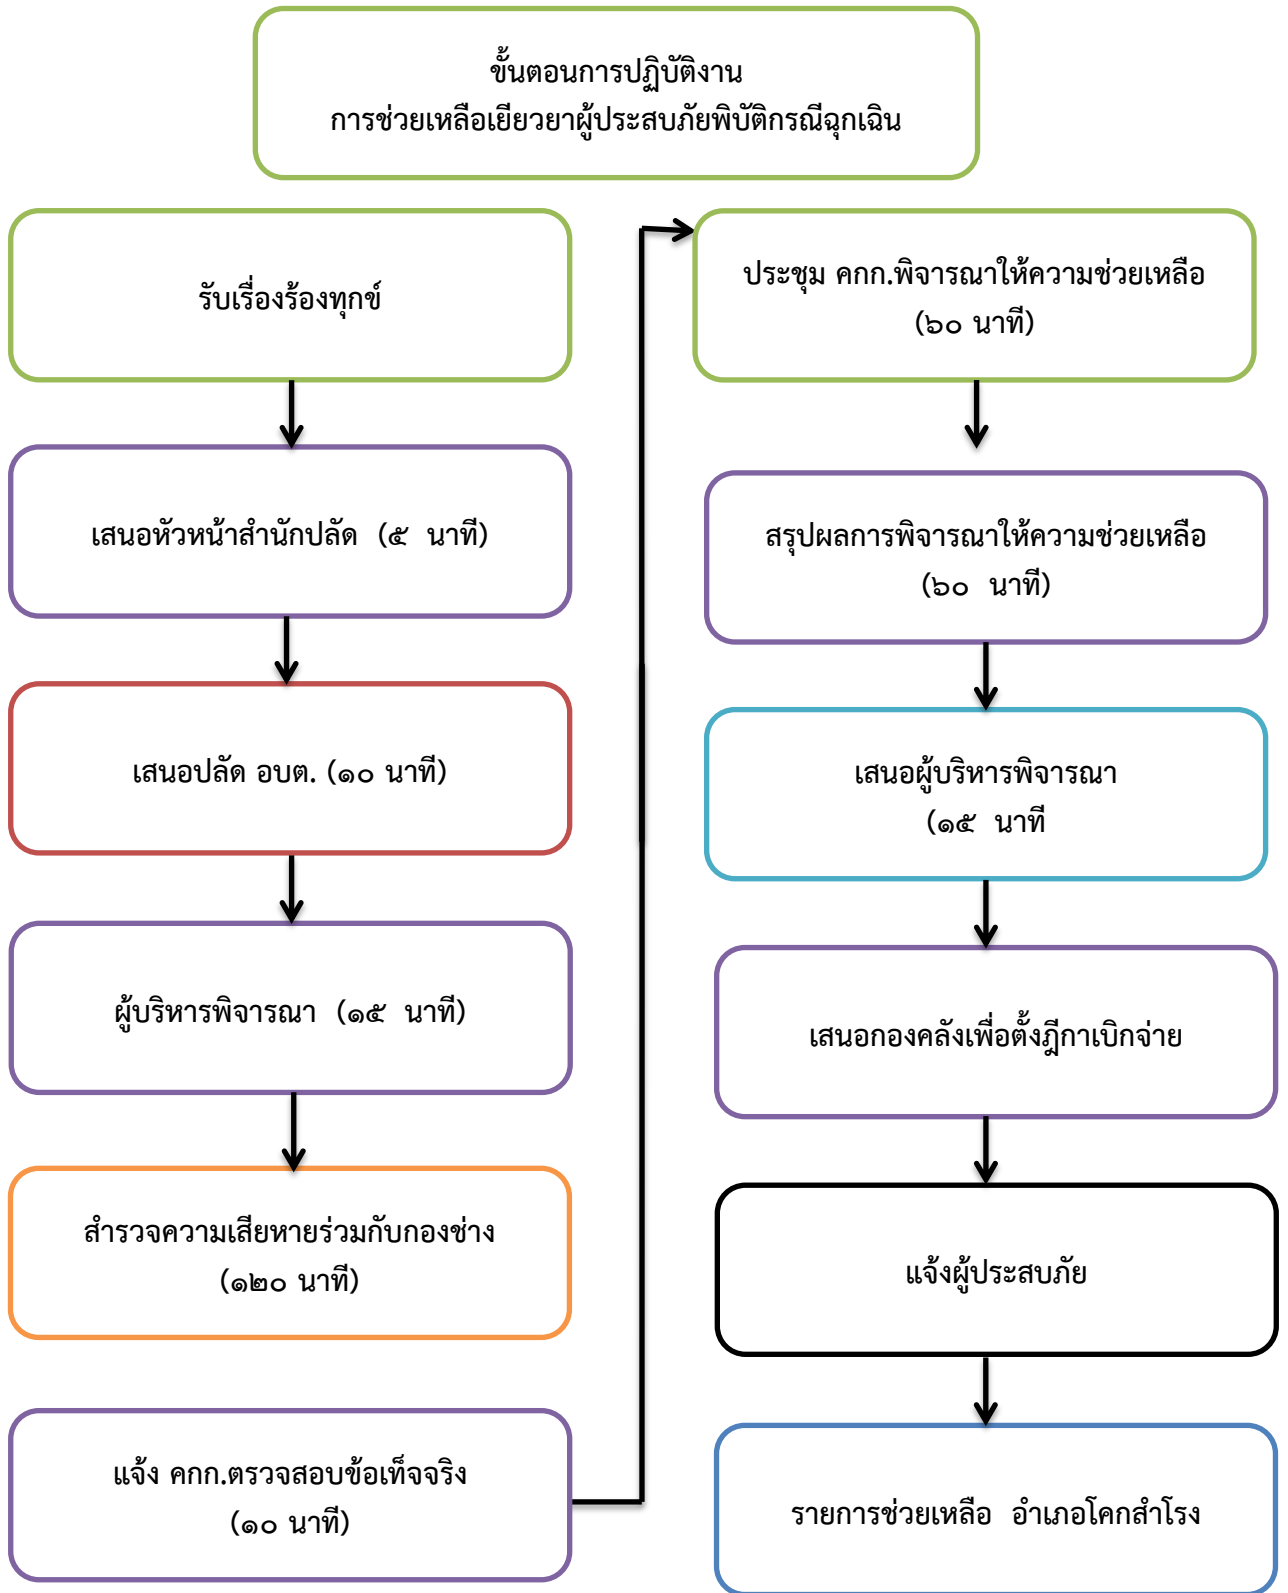 ขั้นตอนการปฏิบัติงาน
การช่วยเหลือเยียวยาผู้ประสบภัยพิบัติกรณีฉุกเฉิน
รับเรื่องร้องทุกข์
เสนอหัวหน้าสำนักปลัด (๕ นาที)
เสนอปลัด อบต. (๑๐ นาที)
ผู้บริหารพิจารณา (๑๕ นาที)
สำรวจความเสียหายร่วมกับกองช่าง
(๑๒๐ นาที)
แจ้ง คกก.ตรวจสอบข้อเท็จจริง
(๑๐ นาที)
ประชุม คกก.พิจารณาให้ความช่วยเหลือ
(๖๐ นาที)
สรุปผลการพิจารณาให้ความช่วยเหลือ
(๖๐ นาที)
เสนอผู้บริหารพิจารณา
(๑๕ นาที
เสนอกองคลังเพื่อตั้งฎีกาเบิกจ่าย
แจ้งผู้ประสบภัย
รายการช่วยเหลือ อำเภอโคกสำโรง